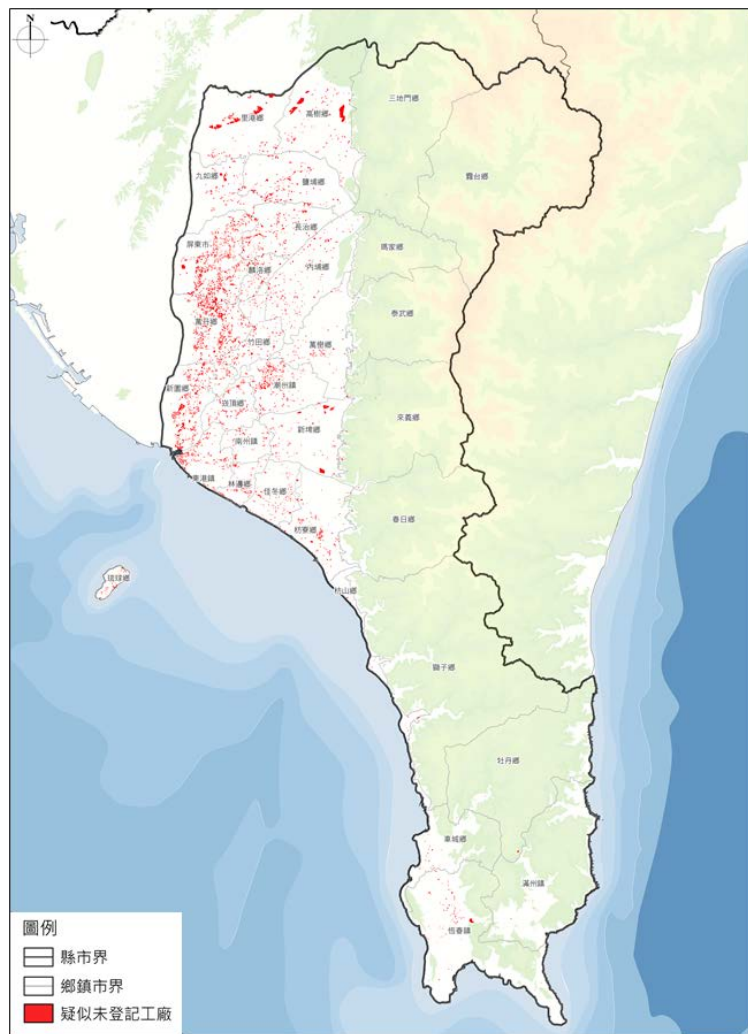 N
三地門鄉
里港鄉
高樹鄉
九如鄉
鹽埔鄉
霧台鄉
長治鄉
屏東市
瑪家鄉
麟洛鄉
內埔鄉
泰武鄉
萬丹鄉
竹田鄉
萬巒鄉
新園鄉
潮州鎮
崁頂鄉
來義鄉
新埤鄉
南州鎮
東港鎮
林邊鄉
佳冬鄉
春日鄉
枋寮鄉
琉球鄉
枋山鄉
獅子鄉
牡丹鄉
車城鄉
滿州鎮
恆春鎮
圖例
縣市界
鄉鎮市界
疑似未登記工廠